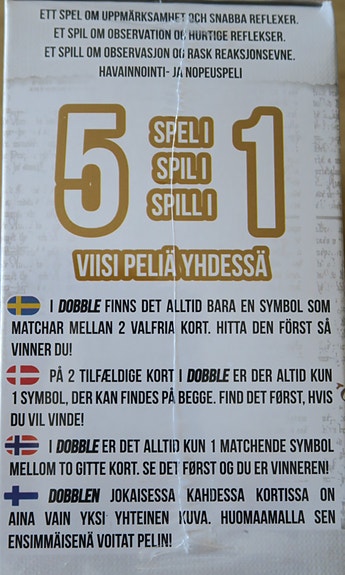 ETT SPEL OM UPPMÄRKSAMHET OCH SNABBA REFLEXER.
ET SPIL OM OBSERVATION OG HURTIGE REFLEKSER.
ET SPILL OM OBSERVASJON OG RASK REAKSJONSEVNE.
HAVAINNOINTI- JA NOPEUSPELI
5 SPEL I 1
SPIL I
SPILL I
VIISI PELIÄ YHDESSÄ
I DOBBLE FINNS DET ALLTID BARA EN SYMBOL SOM
MATCHAR MELLAN 2 VALFRIA KORT. HITTA DEN FÖRST SÅ
VINNER DU!
PÅ 2 TILFÆLDIGE KORT I DOBBLE ER DER ALTID KUN
1 SYMBOL, DER KAN FINDES PÅ BEGGE. FIND DET FØRST, HVIS
DU VIL VINDE!
I DOBBLE ER DET ALLTID KUN 1 MATCHENDE SYMBOL
MELLOM TO GITTE KORT. SE DET FØRST OG DU ER VINNEREN!
DOBBLEN JOKAISESSA KAHDESSA KORTISSA ON
AINA VAIN YKSI YHTEINEN KUVA. HUOMAAMALLA SEN
ENSIMMÄISENÄ VOITAT PELIN!